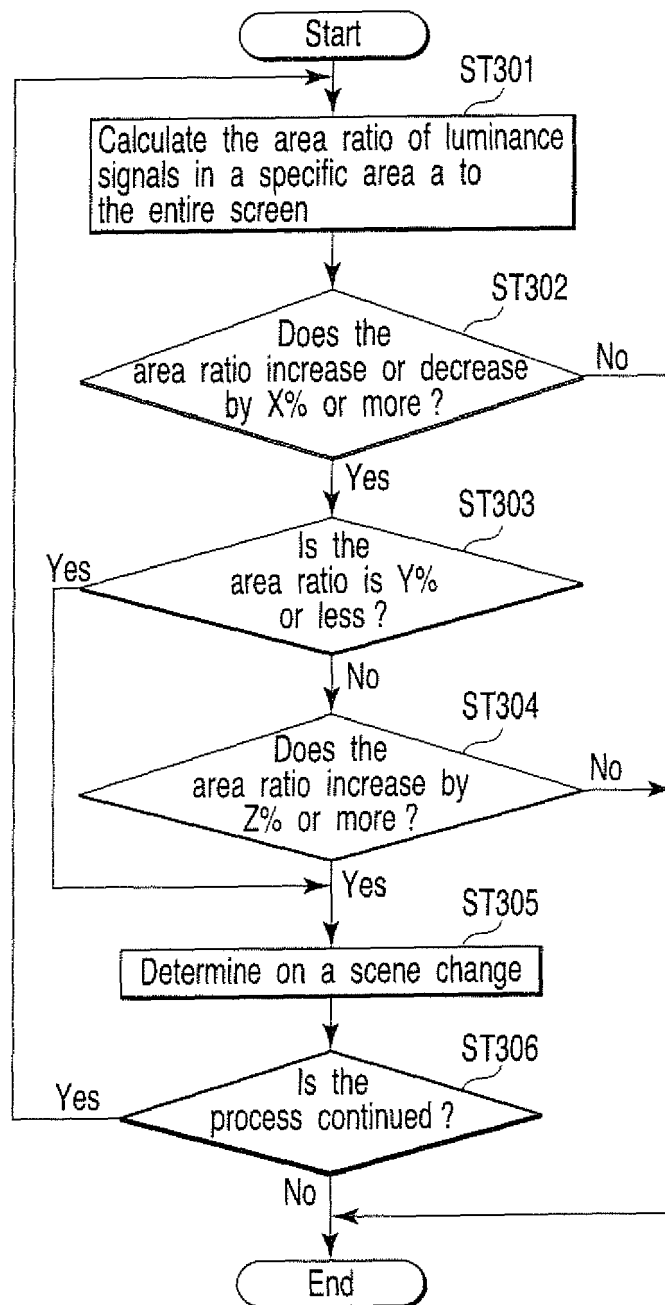 Start
ST301
Calculate the area ratio of luminance
signals in a specific area a to
the entire screen
ST302
Does the
area ratio increase or decrease
by X% or more ?
No
Yes
ST303
Is the
area ratio is Y%
or less ?
Yes
No
ST304
Does the
area ratio increase by
Z% or more ?
No
Yes
ST305
Determine on a scene change
ST306
Is the
process continued ?
Yes
No
End